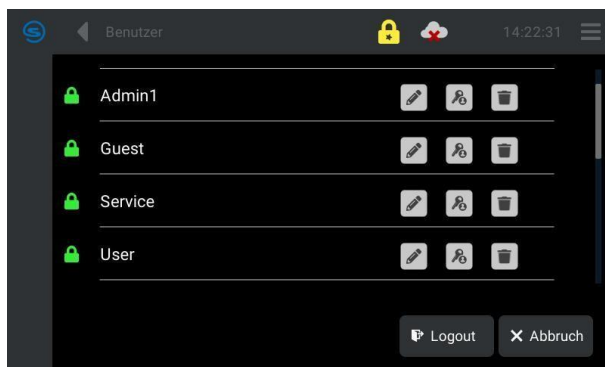 Benutzer 14:22:31
Admin1
Guest
Service
User
Logout Abbruch